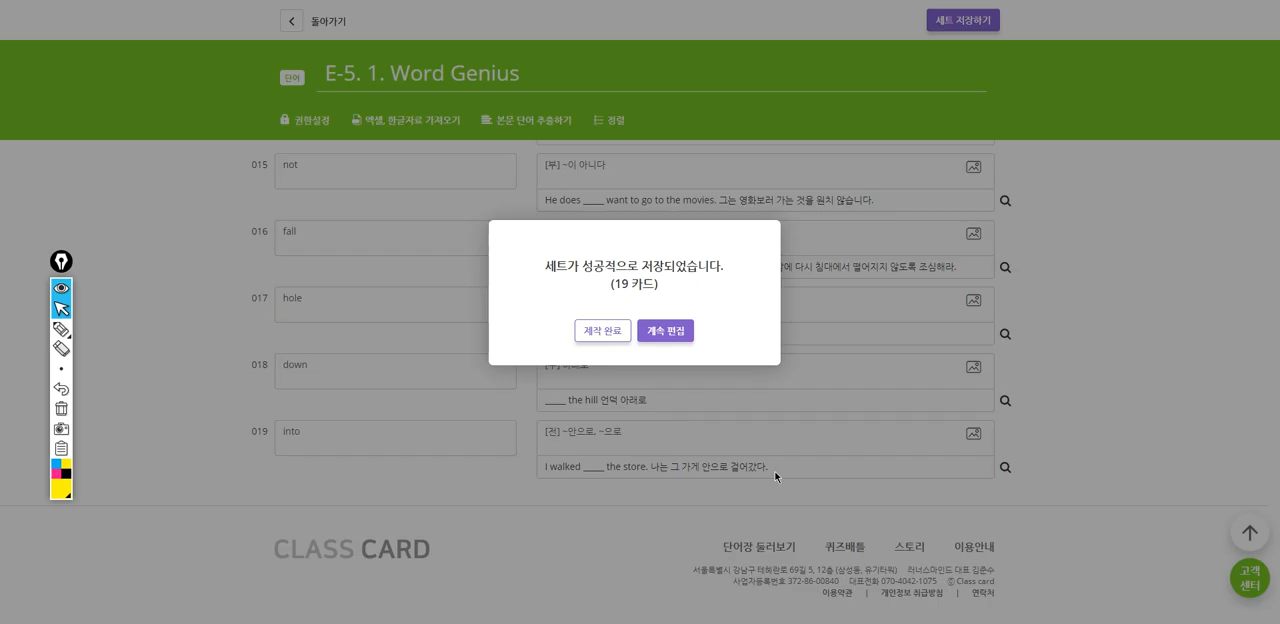 돌아가기
세트 저장하기
단어
E-5. 1. Word Genius
권한설정
엑셀, 한글자료 가져오기
본문 단어 추출하기
정렬
015
not
[부] ~이 아니다
He does _____ want to go to the movies. 그는 영화보러 가는 것을 원치 않습니다.
016
fall
에 다시 침대에서 떨어지지 않도록 조심해라.
세트가 성공적으로 저장되었습니다.
(19 카드)
제작 완료
계속 편집
017
hole
018
down
_____ the hill 언덕 아래로
019
into
[전] ~안으로, ~으로
I walked _____ the store. 나는 그 가게 안으로 걸어갔다.
CLASS CARD
단어장 둘러보기
퀴즈배틀
스토리
이용안내
서울특별시 강남구 테헤란로 69길 5, 12층 (삼성동, 유기타워) 러너스마인드 대표 김준수
사업자등록번호 372-86-00840 대표전화 070-4042-1075 ⓒ Class card
이용약관 | 개인정보 취급방침 | 연락처
고객
센터